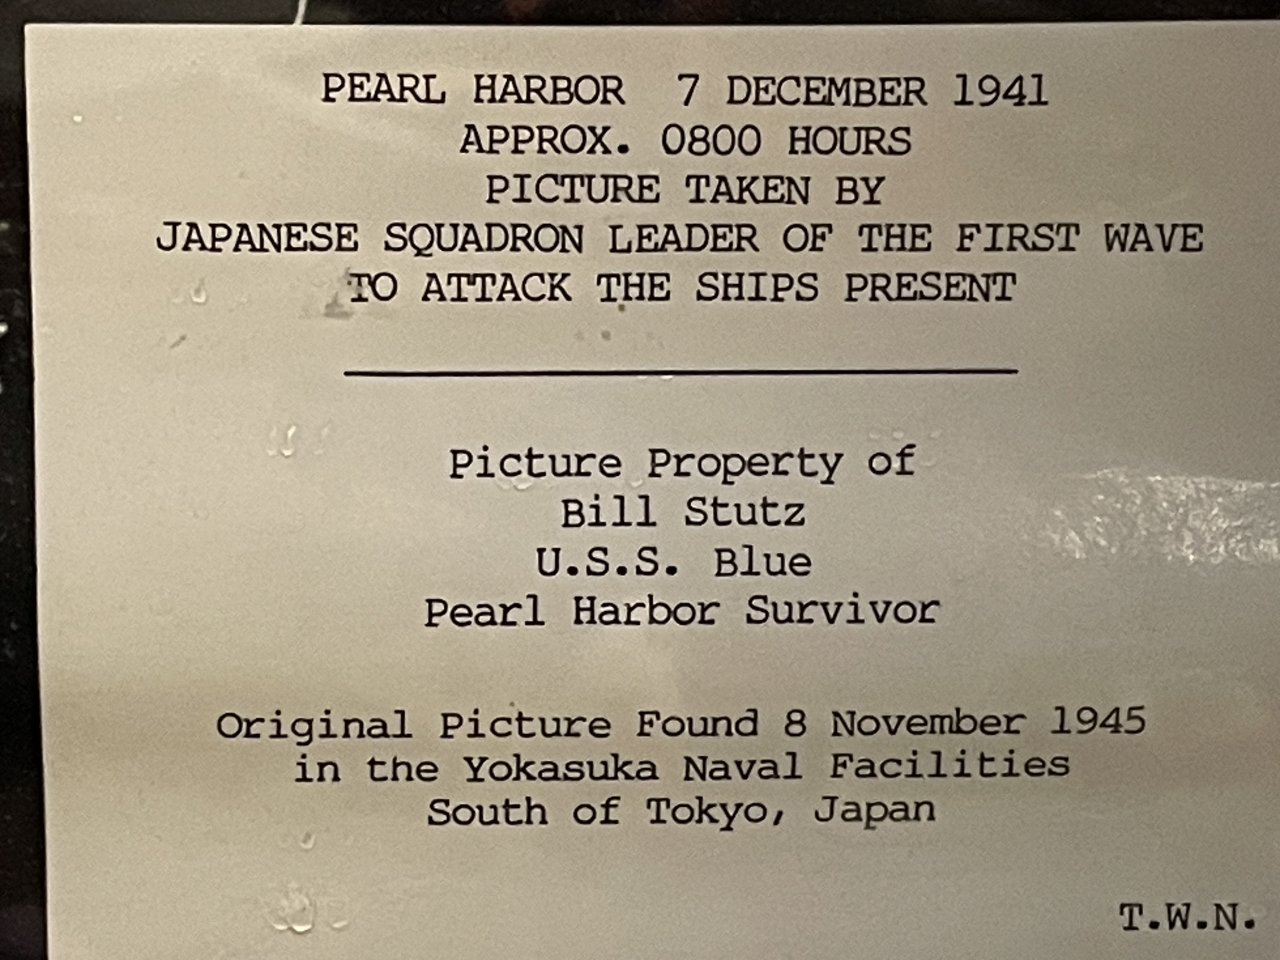 PEARL HARBOR 7 DECEMBER 1941
APPROX. 0800 HOURS
PICTURE TAKEN BY
JAPANESE SQUADRON LEADER OF THE FIRST WAVE
TO ATTACK THE SHIPS PRESENT
Picture Property of
Bill Stutz
U.S.S. Blue
Pearl Harbor Survivor
Original Picture Found 8 November 1945
in the Yokasuka Naval Facilities
South of Tokyo, Japan
T.W.N.